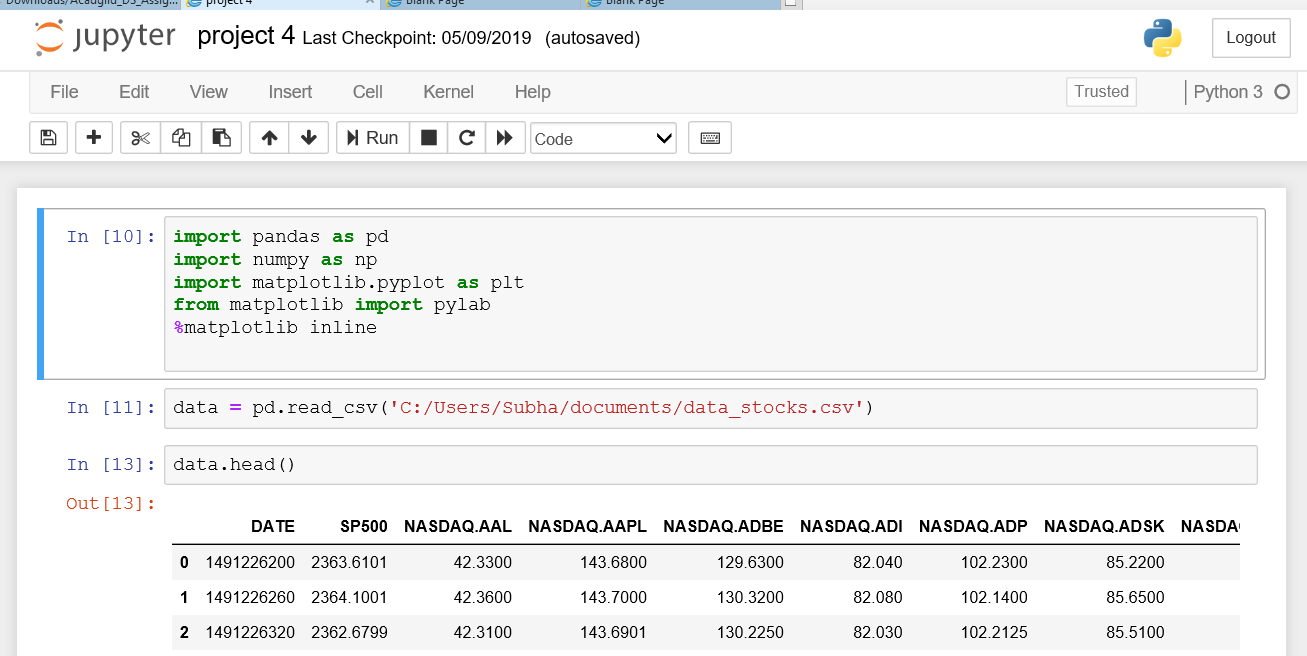 Downloads/Acadgild_DS_Assig... project 4 Blank Page Blank Page
jupyter project 4 Last Checkpoint: 05/09/2019 (autosaved) Logout
File Edit View Insert Cell Kernel Help Trusted Python 3
Run Code
In [10]: import pandas as pd
import numpy as np
import matplotlib.pyplot as plt
from matplotlib import pylab
%matplotlib inline
In [11]: data = pd.read_csv('C:/Users/Subha/documents/data_stocks.csv')
In [13]: data.head()
Out[13]:
DATE SP500 NASDAQ.AAL NASDAQ.AAPL NASDAQ.ADBE NASDAQ.ADI NASDAQ.ADP NASDAQ.ADSK
0 1491226200 2363.6101 42.3300 143.6800 129.6300 82.040 102.2300 85.2200
1 1491226260 2364.1001 42.3600 143.7000 130.3200 82.080 102.1400 85.6500
2 1491226320 2362.6799 42.3100 143.6901 130.2250 82.030 102.2125 85.5100